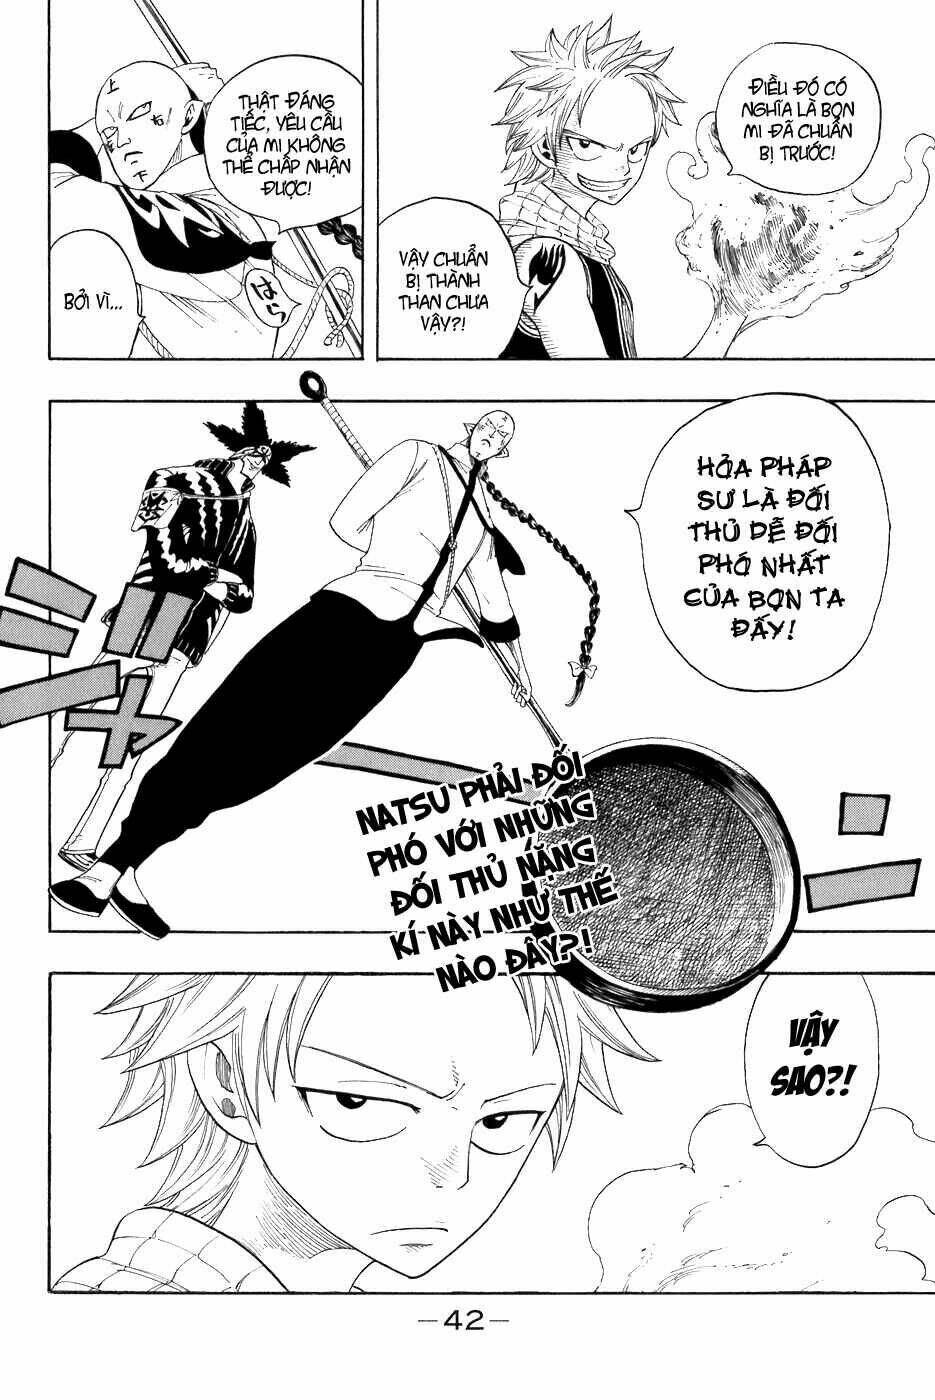 ĐIỀU ĐÓ CÓ
NGHĨA LÀ BỌN
MI ĐÃ CHUẨN
BỊ TRƯỚC!
VẬY CHUẨN
BỊ THÀNH
THAN CHƯA
VẬY?!
THẬT ĐÁNG
TIẾC, YÊU CẦU
CỦA MI KHÔNG
THỂ CHẤP NHẬN
ĐƯỢC!
上
右
下
はら
BỞI VÌ...
HỎA PHÁP
SƯ LÀ ĐỐI
THỦ DỄ ĐỐI
PHÓ NHẤT
CỦA BỌN TA
ĐẤY!
NATSU PHẢI ĐỐI
PHÓ VỚI NHỮNG
ĐỐI THỦ NẶNG
KÍ NÀY NHƯ THẾ
NÀO ĐÂY?!
VẬY
SAO?!
-42-